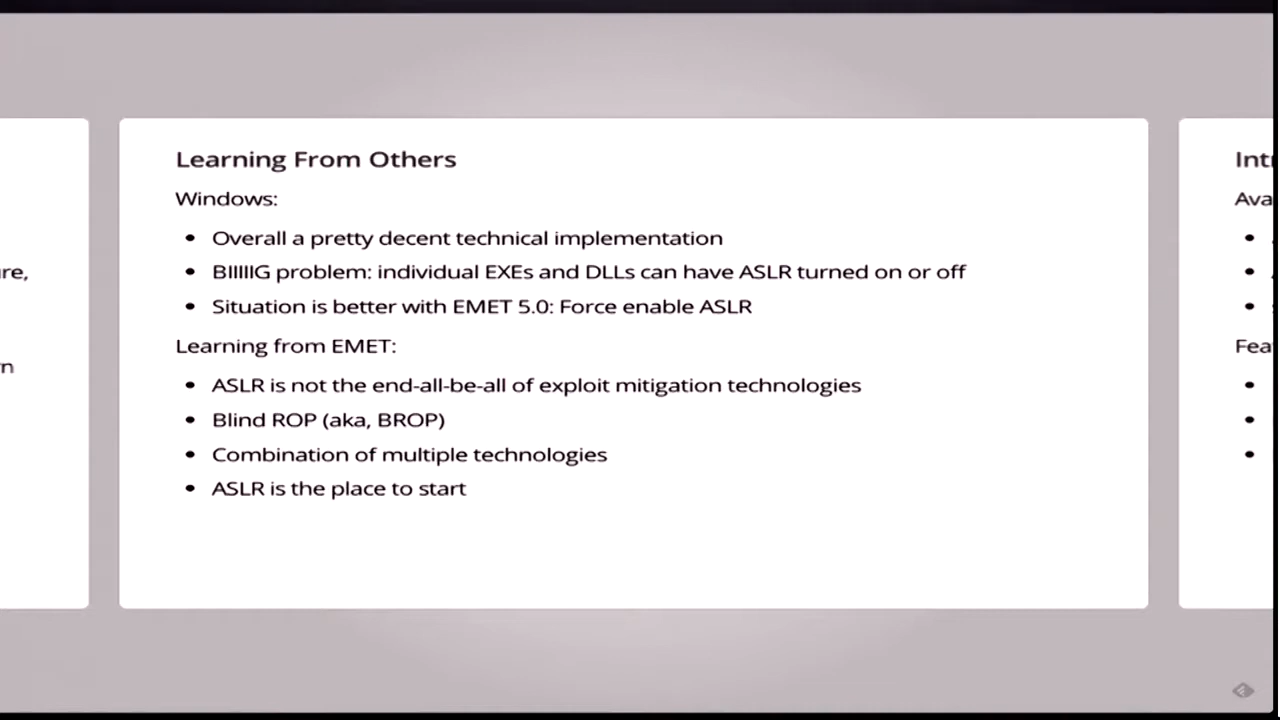 Learning From Others
Windows:
• Overall a pretty decent technical implementation
• BIIIIIG problem: individual EXEs and DLLs can have ASLR turned on or off
• Situation is better with EMET 5.0: Force enable ASLR
Learning from EMET:
• ASLR is not the end-all-be-all of exploit mitigation technologies
• Blind ROP (aka, BROP)
• Combination of multiple technologies
• ASLR is the place to start